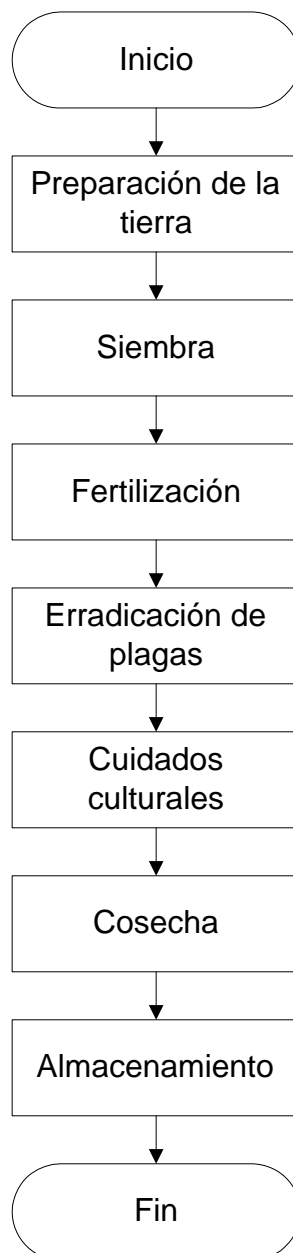 Inicio
Preparación de la
tierra
Siembra
Fertilización
Erradicación de
plagas
Cuidados
culturales
Cosecha
Almacenamiento
Fin